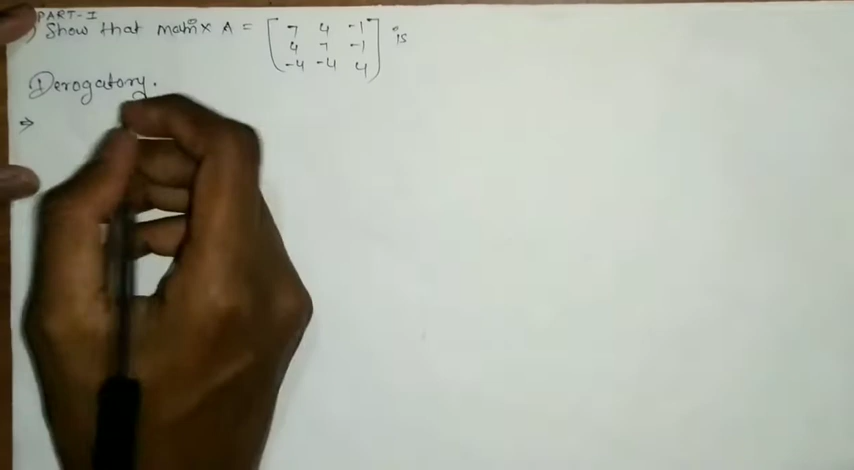 PART-I
) Show that matrix A = [ 7 4 -1 ] is
4 7 -1
-4 -4 4
Derogatory.
→